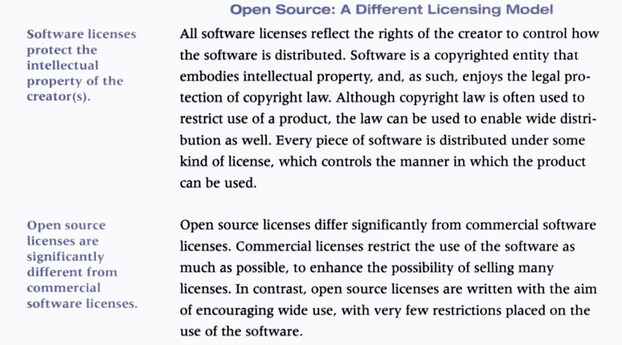 Open Source: A Different Licensing Model
Software licenses
protect the
intellectual
property of the
creator(s).
All software licenses reflect the rights of the creator to control how
the software is distributed. Software is a copyrighted entity that
embodies intellectual property, and, as such, enjoys the legal pro-
tection of copyright law. Although copyright law is often used to
restrict use of a product, the law can be used to enable wide distri-
bution as well. Every piece of software is distributed under some
kind of license, which controls the manner in which the product
can be used.
Open source
licenses are
significantly
different from
commercial
software licenses.
Open source licenses differ significantly from commercial software
licenses. Commercial licenses restrict the use of the software as
much as possible, to enhance the possibility of selling many
licenses. In contrast, open source licenses are written with the aim
of encouraging wide use, with very few restrictions placed on the
use of the software.